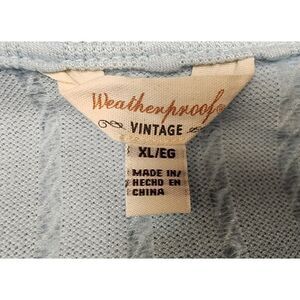 Weatherproof®
VINTAGE
XL/EG
MADE IN/
HECHO EN
CHINA